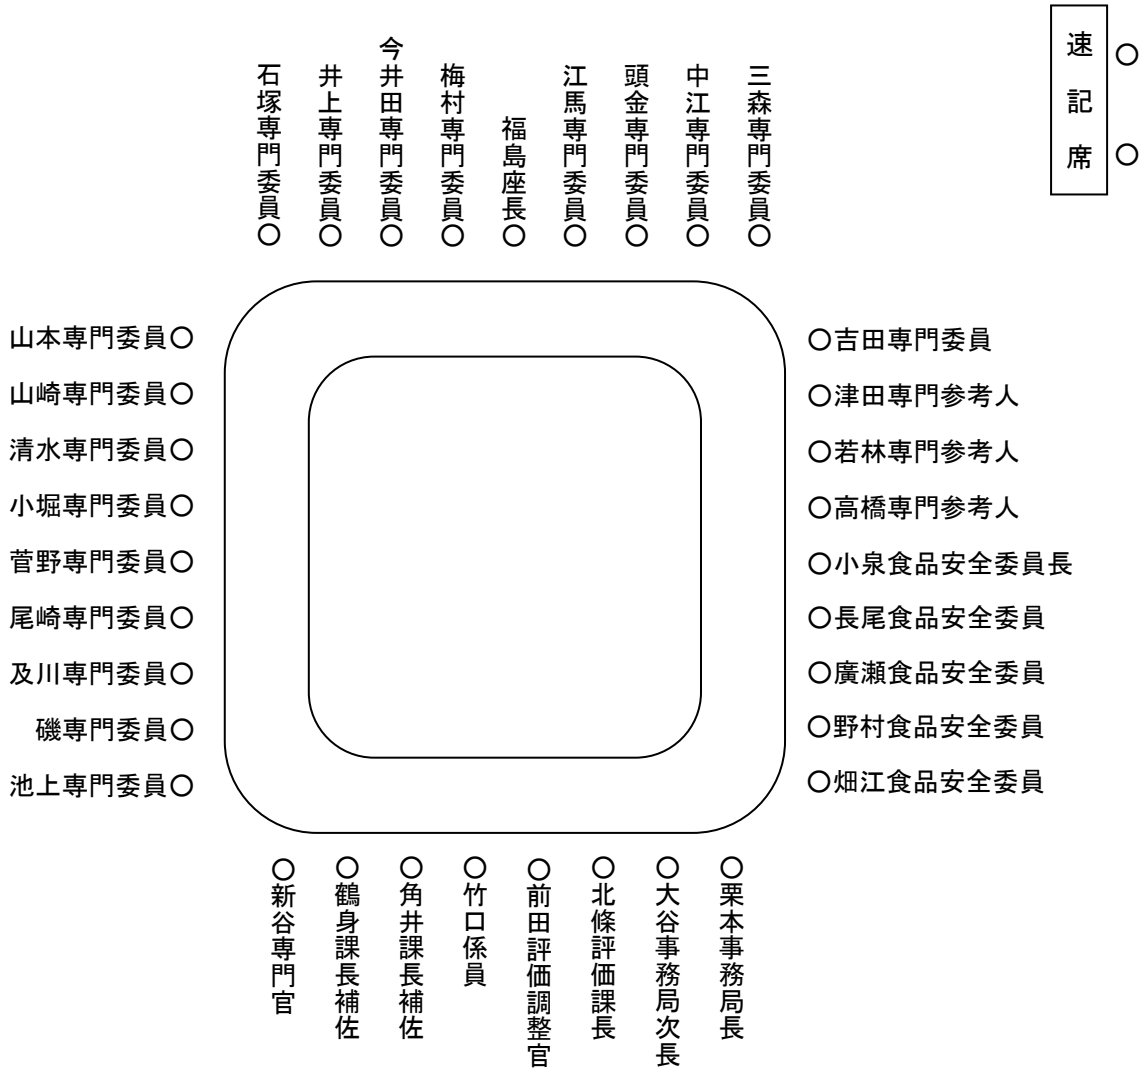 石塚専門委員○
井上専門委員○
今井田専門委員○
梅村専門委員○
福島座長○
江馬専門委員○
頭金専門委員○
中江専門委員○
三森専門委員○
速記席
○
○
山本専門委員○
山崎専門委員○
清水専門委員○
小堀専門委員○
菅野専門委員○
尾崎専門委員○
及川専門委員○
磯専門委員○
池上専門委員○
○吉田専門委員
○津田専門参考人
○若林専門参考人
○高橋専門参考人
○小泉食品安全委員長
○長尾食品安全委員
○廣瀬食品安全委員
○野村食品安全委員
○畑江食品安全委員
○新谷専門官
○鶴身課長補佐
○角井課長補佐
○竹口係員
○前田評価調整官
○北條評価課長
○大谷事務局次長
○栗本事務局長